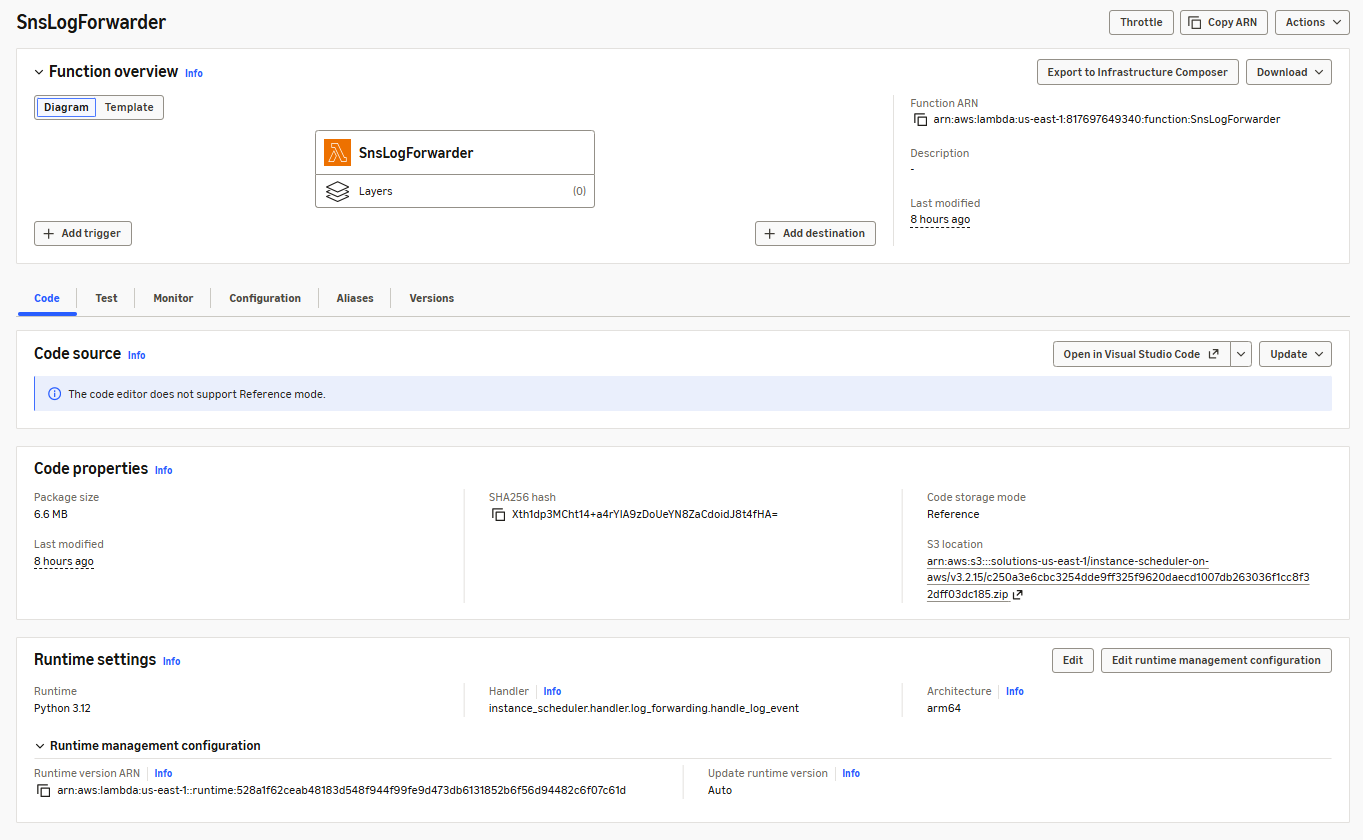 SnsLogForwarder
Throttle
Copy ARN
Actions
Function overview Info
Export to Infrastructure Composer
Download
Diagram
Template
SnsLogForwarder
Layers
(0)
Add trigger
Add destination
Function ARN
arn:aws:lambda:us-east-1:817697649340:function:SnsLogForwarder
Description
-
Last modified
8 hours ago
Code
Test
Monitor
Configuration
Aliases
Versions
Code source Info
Open in Visual Studio Code
Update
The code editor does not support Reference mode.
Code properties Info
Package size
6.6 MB
Last modified
8 hours ago
SHA256 hash
Xth1dp3MCht14+a4rYIA9zDoUeYN8ZaCdoidJ8t4fHA=
Code storage mode
Reference
S3 location
arn:aws:s3:::solutions-us-east-1/instance-scheduler-on-
aws/v3.2.15/c250a3e6cbc3254dde9ff325f9620daecd1007db263036f1cc8f3
2dff03dc185.zip
Runtime settings Info
Edit
Edit runtime management configuration
Runtime
Python 3.12
Handler Info
instance_scheduler.handler.log_forwarding.handle_log_event
Architecture Info
arm64
Runtime management configuration
Runtime version ARN Info
arn:aws:lambda:us-east-1::runtime:528a1f62ceab48183d548f944f99fe9d473db6131852b6f56d94482c6f07c61d
Update runtime version Info
Auto